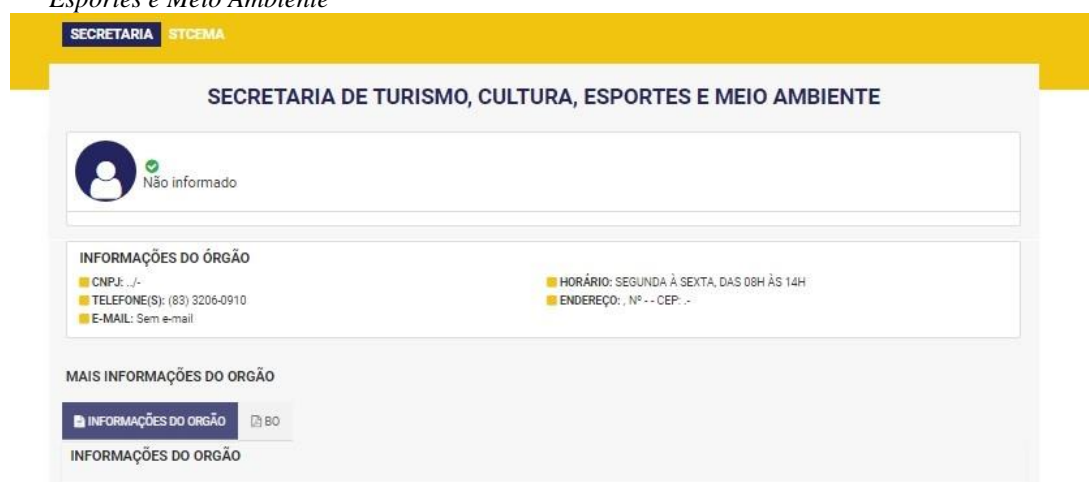 Esportes e Meio Ambiente
SECRETARIA STCEMA
SECRETARIA DE TURISMO, CULTURA, ESPORTES E MEIO AMBIENTE
Não informado
INFORMAÇÕES DO ÓRGÃO
CNPJ: ../-
TELEFONE(S): (83) 3206-0910
E-MAIL: Sem e-mail
HORÁRIO: SEGUNDA À SEXTA, DAS 08H ÀS 14H
ENDEREÇO: , Nº - - CEP: .-
MAIS INFORMAÇÕES DO ORGÃO
INFORMAÇÕES DO ORGÃO BO
INFORMAÇÕES DO ORGÃO